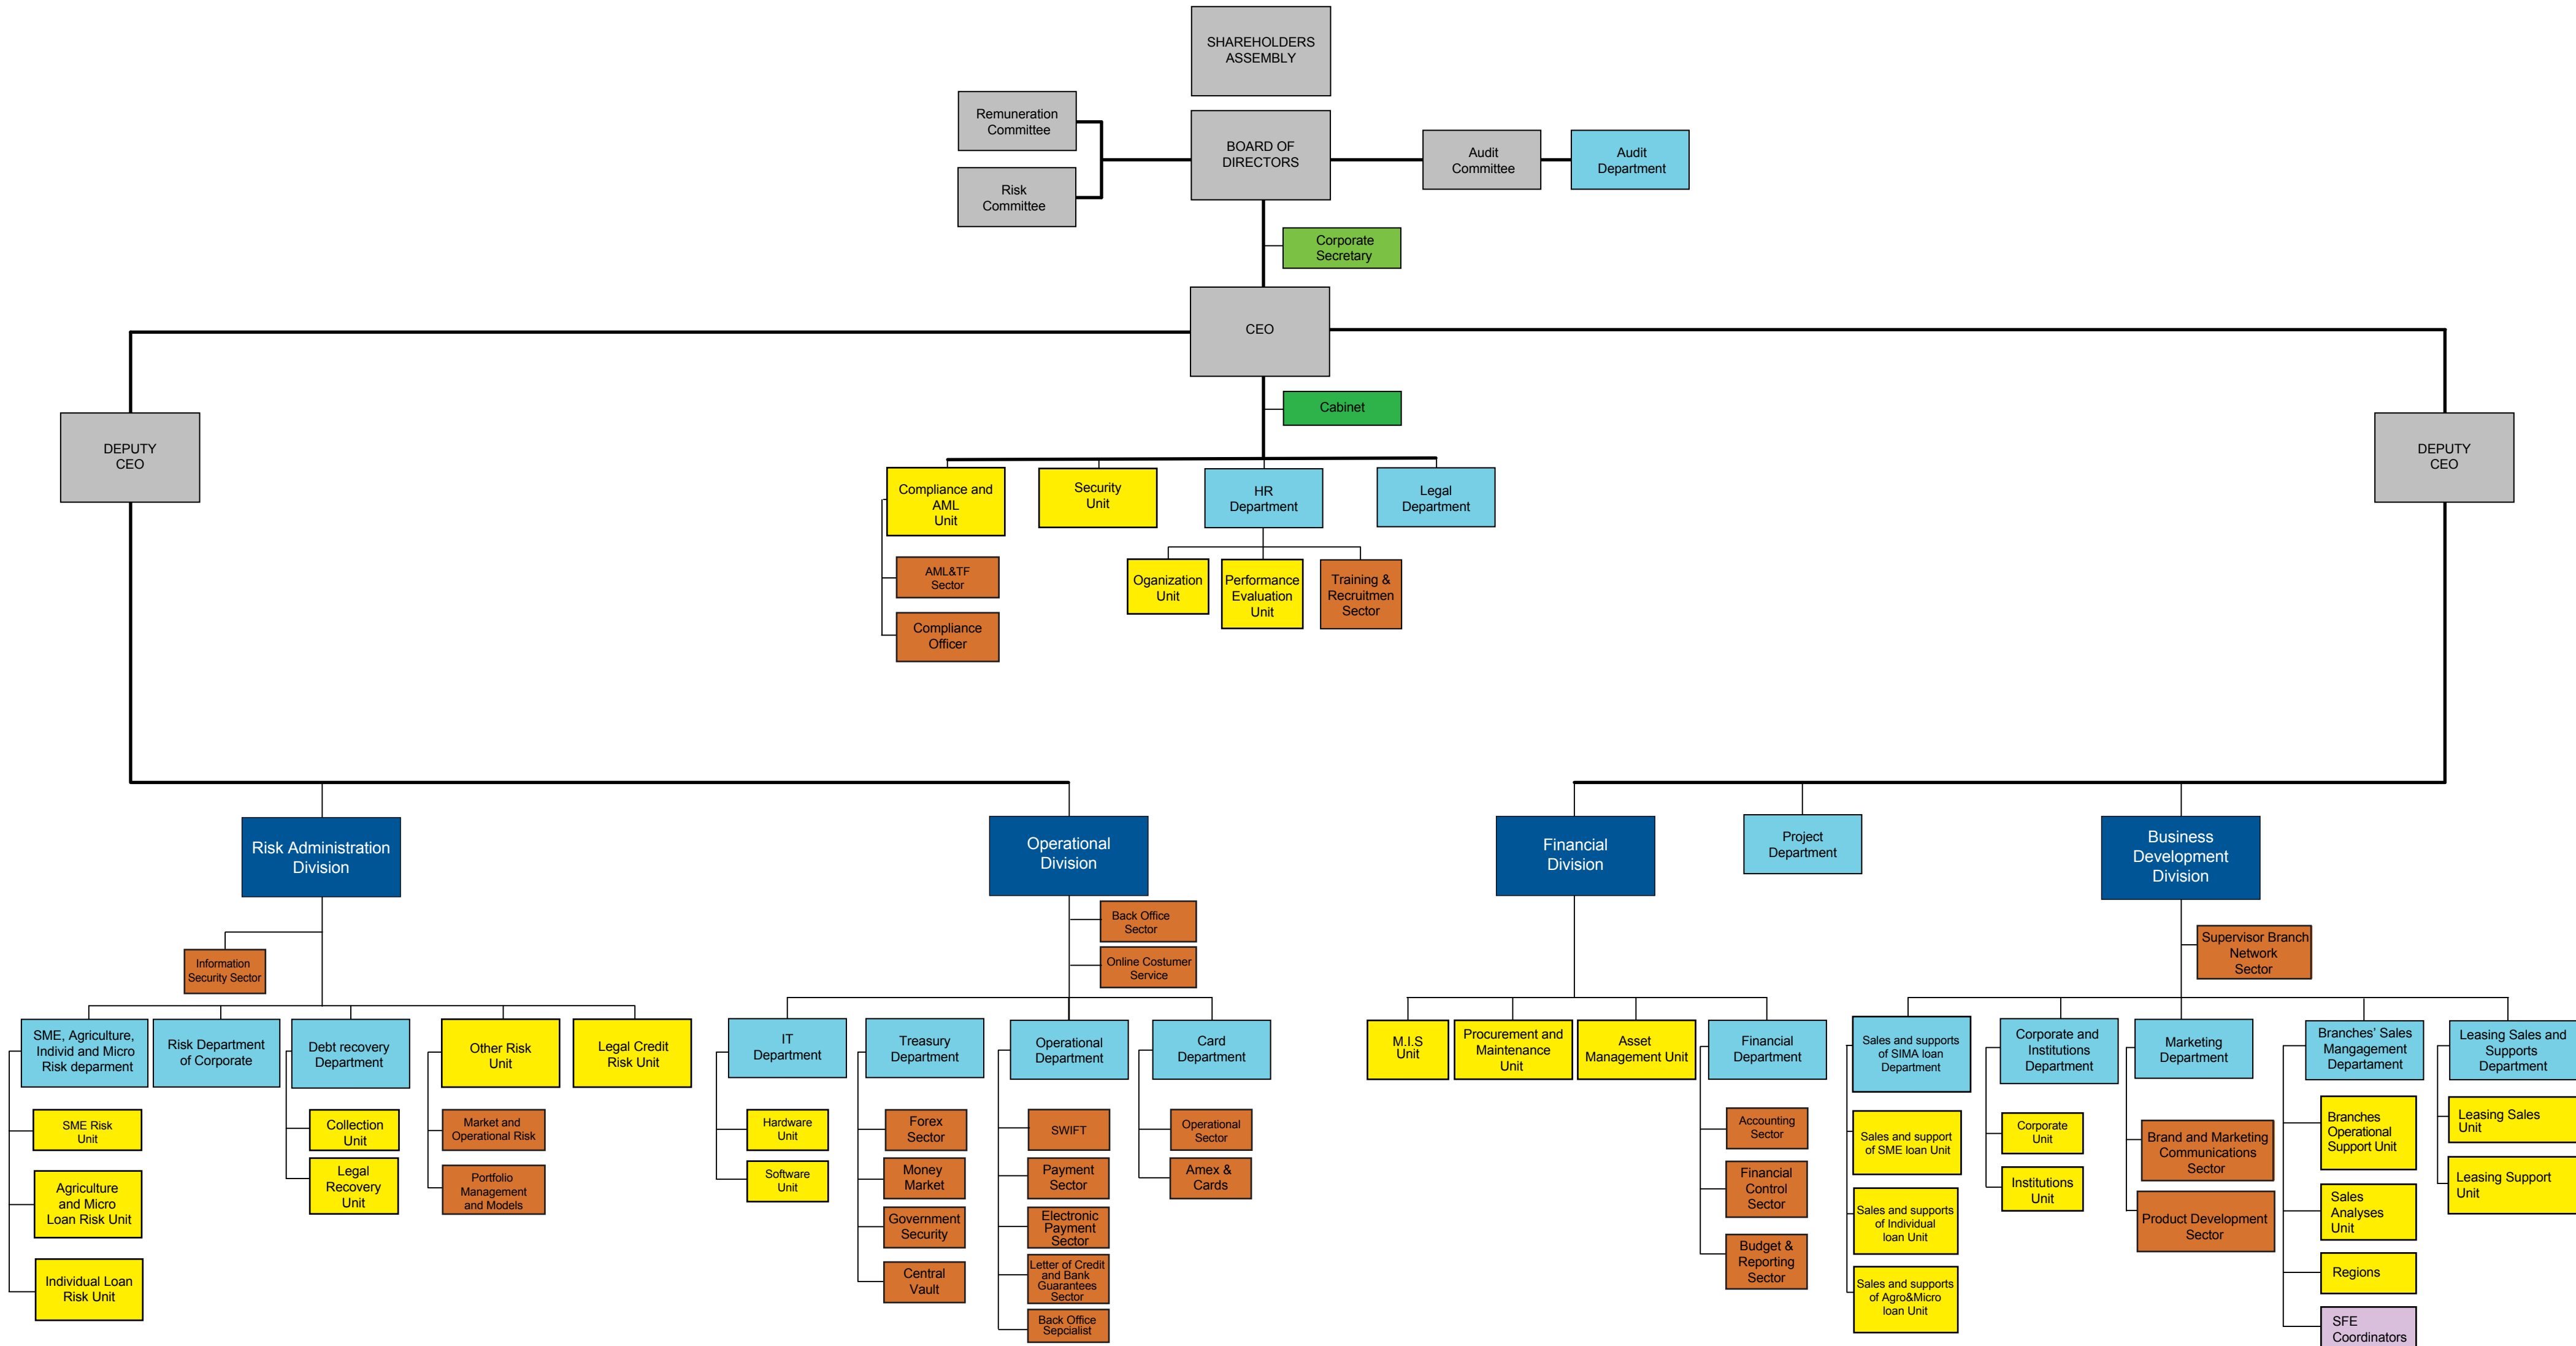 SHAREHOLDERS
ASSEMBLY
Remuneration
Committee
Risk
Committee
BOARD OF
DIRECTORS
Audit
Committee
Audit
Department
Corporate
Secretary
CEO
Cabinet
DEPUTY
CEO
DEPUTY
CEO
Compliance and
AML
Unit
Security
Unit
HR
Department
Legal
Department
AML&TF
Sector
Compliance
Officer
Oganization
Unit
Performance
Evaluation
Unit
Training &
Recruitmen
Sector
Risk Administration
Division
Operational
Division
Financial
Division
Project
Department
Business
Development
Division
Information
Security Sector
Back Office
Sector
Online Costumer
Service
Supervisor Branch
Network
Sector
SME, Agriculture,
Individ and Micro
Risk deparment
Risk Department
of Corporate
Debt recovery
Department
Other Risk
Unit
Legal Credit
Risk Unit
IT
Department
Treasury
Department
Operational
Department
Card
Department
M.I.S
Unit
Procurement and
Maintenance
Unit
Asset
Management Unit
Financial
Department
Sales and supports
of SIMA loan
Department
Corporate and
Institutions
Department
Marketing
Department
Branches' Sales
Mangagement
Departament
Leasing Sales and
Supports
Department
SME Risk
Unit
Agriculture
and Micro
Loan Risk Unit
Individual Loan
Risk Unit
Collection
Unit
Legal
Recovery
Unit
Market and
Operational Risk
Portfolio
Management
and Models
Hardware
Unit
Software
Unit
Forex
Sector
Money
Market
Government
Security
Central
Vault
SWIFT
Payment
Sector
Electronic
Payment
Sector
Letter of Credit
and Bank
Guarantees
Sector
Back Office
Sepcialist
Operational
Sector
Amex &
Cards
Accounting
Sector
Financial
Control
Sector
Budget &
Reporting
Sector
Sales and support
of SME loan Unit
Sales and supports
of Individual
loan Unit
Sales and supports
of Agro&Micro
loan Unit
Corporate
Unit
Institutions
Unit
Brand and Marketing
Communications
Sector
Product Development
Sector
Branches
Operational
Support Unit
Sales
Analyses
Unit
Regions
SFE
Coordinators
Leasing Sales
Unit
Leasing Support
Unit